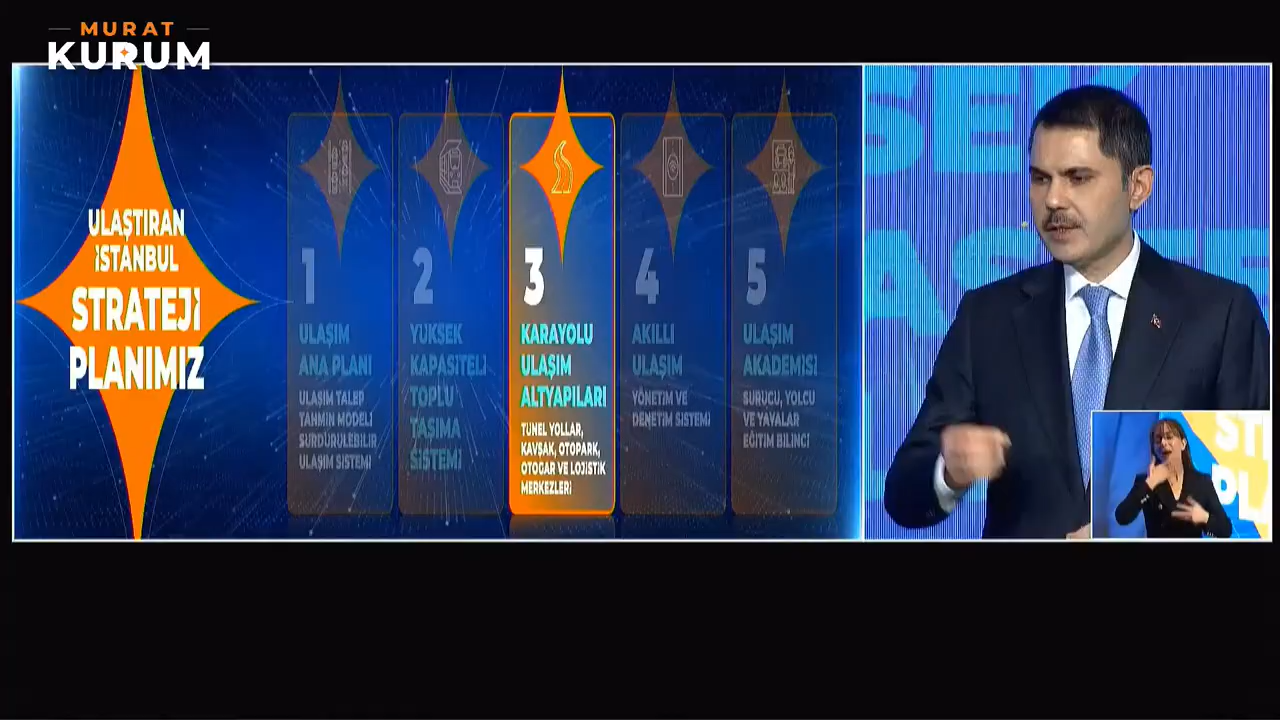 MURAT
KURUM
ULAŞTIRAN
İSTANBUL
STRATEJİ
PLANIMIZ
1
ULAŞIM
ANA PLANI
ULAŞIM TALEP
TAHMİN MODELİ
SÜRDÜRÜLEBİLİR
ULAŞIM SİSTEMİ
2
YÜKSEK
KAPASİTELİ
TOPLU
TAŞIMA
SİSTEMİ
3
KARAYOLU
ULAŞIM
ALTYAPILARI
TÜNEL YOLLAR,
KAVŞAK, OTOPARK,
OTOGAR VE LOJİSTİK
MERKEZLERİ
4
AKILLI
ULAŞIM
YÖNETİM VE
DENETİM SİSTEMİ
5
ULAŞIM
AKADEMİSİ
SÜRÜCÜ, YOLCU
VE YAYALAR
EĞİTİM BİLİNCİ
SEK
ST
PL